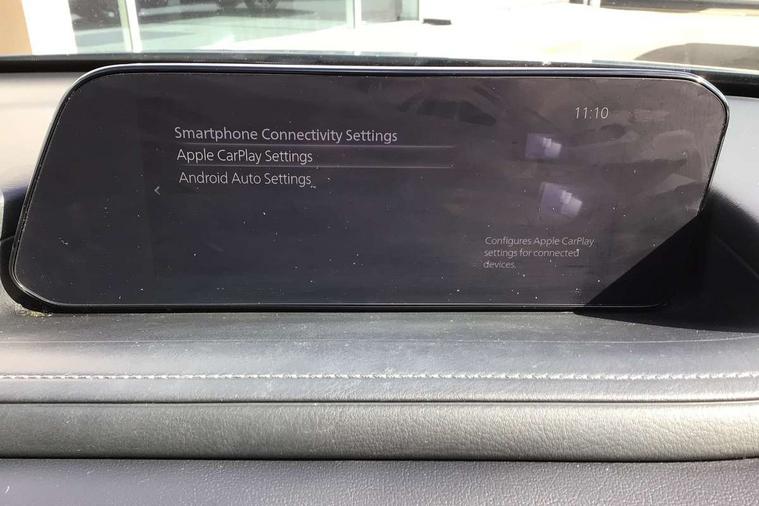 11:10
Smartphone Connectivity Settings
Apple CarPlay Settings
Android Auto Settings
Configures Apple CarPlay
settings for connected
devices.